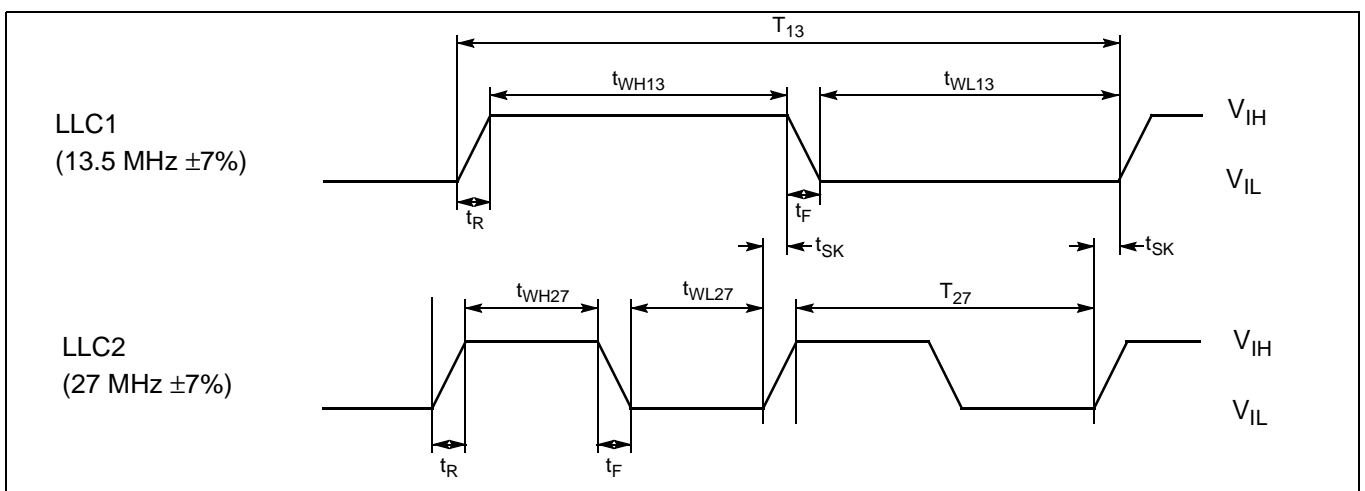 T13
tWH13
tWL13
LLC1
(13.5 MHz ±7%)
VIH
VIL
tR
tF
tSK
tSK
tWH27
tWL27
T27
LLC2
(27 MHz ±7%)
VIH
VIL
tR
tF